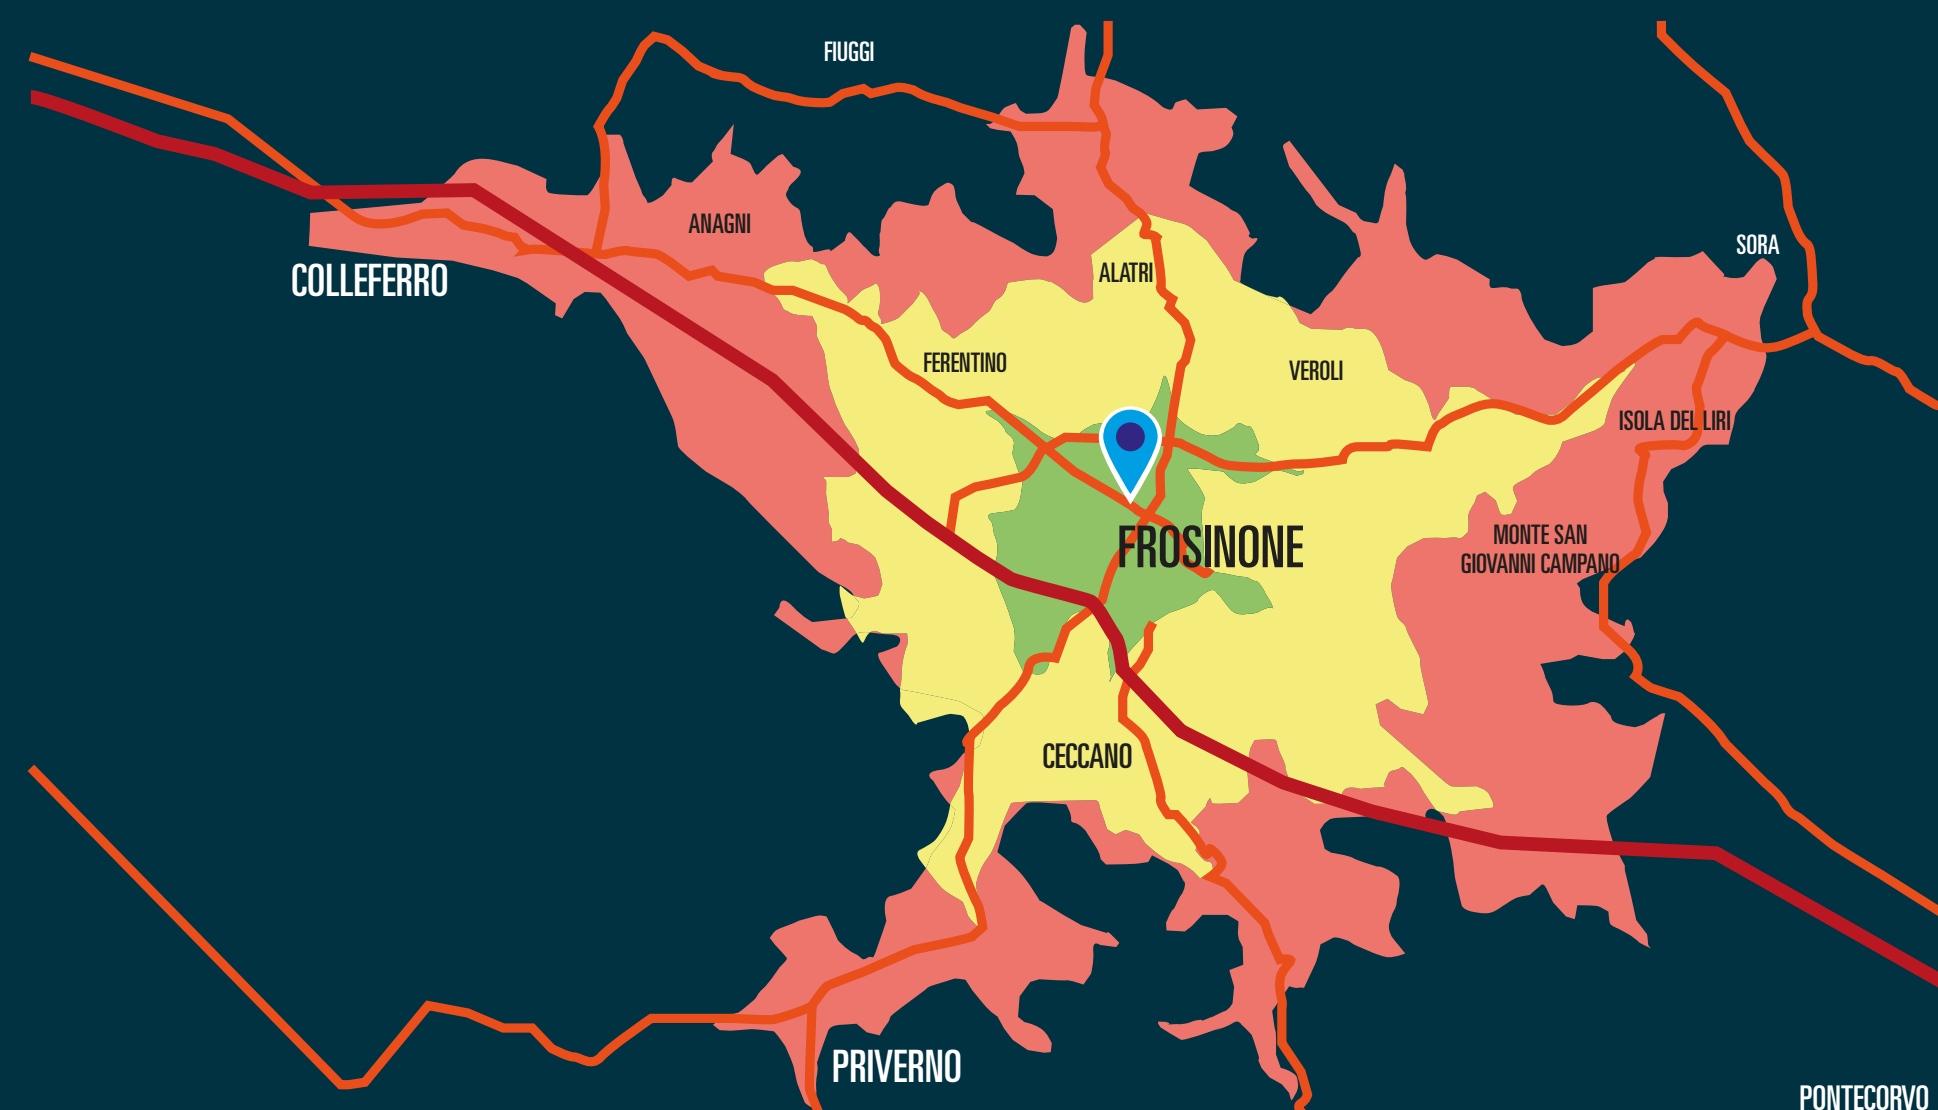 FIUGGI
ANAGNI
SORA
COLLEFERRO
ALATRI
FERENTINO
VEROLI
ISOLA DEL LIRI
FROSINONE
MONTE SAN
GIOVANNI CAMPANO
CECCANO
PRIVERNO
PONTECORVO